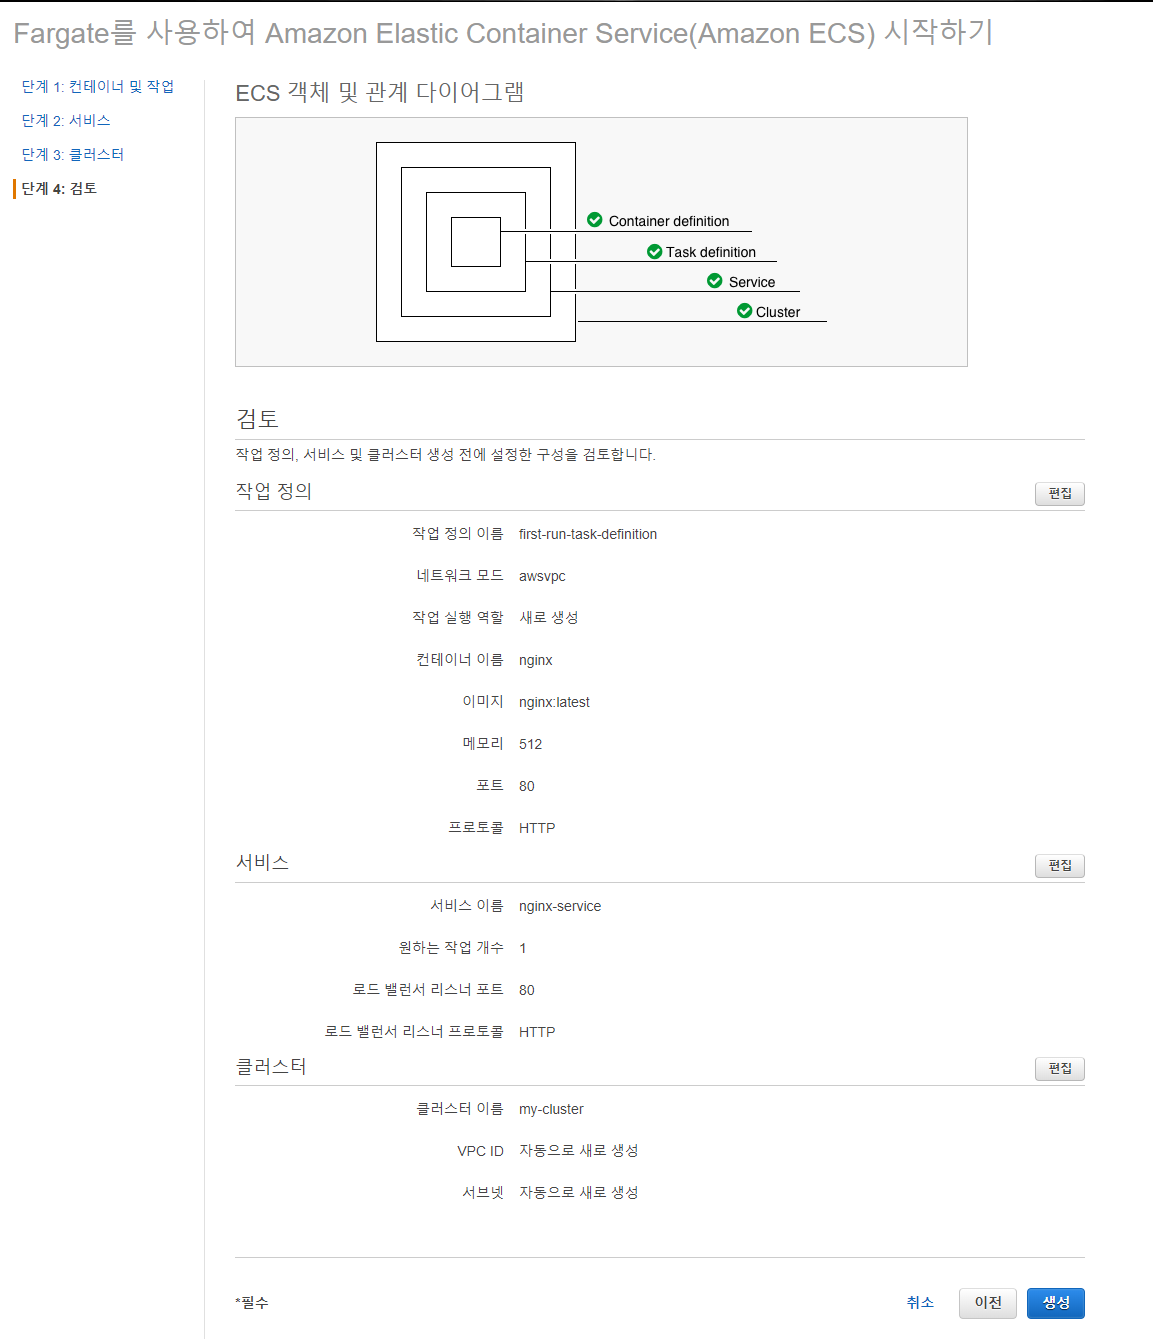 Fargate를 사용하여 Amazon Elastic Container Service(Amazon ECS) 시작하기
단계 1: 컨테이너 및 작업
단계 2: 서비스
단계 3: 클러스터
단계 4: 검토
ECS 객체 및 관계 다이어그램
Container definition
Task definition
Service
Cluster
검토
작업 정의, 서비스 및 클러스터 생성 전에 설정한 구성을 검토합니다.
작업 정의 편집
작업 정의 이름 first-run-task-definition
네트워크 모드 awsvpc
작업 실행 역할 새로 생성
컨테이너 이름 nginx
이미지 nginx:latest
메모리 512
포트 80
프로토콜 HTTP
서비스 편집
서비스 이름 nginx-service
원하는 작업 개수 1
로드 밸런서 리스너 포트 80
로드 밸런서 리스너 프로토콜 HTTP
클러스터 편집
클러스터 이름 my-cluster
VPC ID 자동으로 새로 생성
서브넷 자동으로 새로 생성
*필수 취소 이전 생성